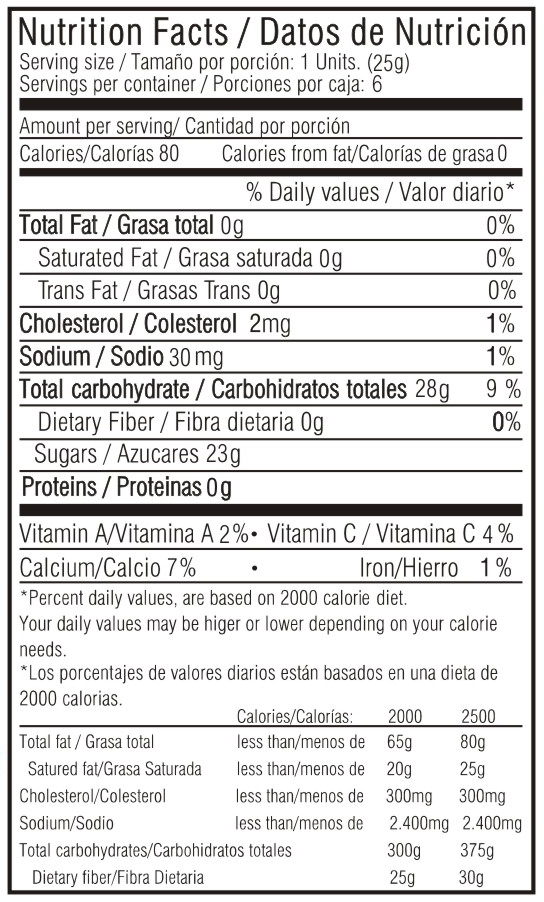 Nutrition Facts / Datos de Nutrición
Serving size / Tamaño por porción: 1 Units. (25g)
Servings per container / Porciones por caja: 6
Amount per serving/ Cantidad por porción
Calories/Calorías 80 Calories from fat/Calorías de grasa 0
% Daily values / Valor diario*
Total Fat / Grasa total 0g 0%
Saturated Fat / Grasa saturada 0g 0%
Trans Fat / Grasas Trans 0g 0%
Cholesterol / Colesterol 2mg 1%
Sodium / Sodio 30 mg 1%
Total carbohydrate / Carbohidratos totales 28g 9 %
Dietary Fiber / Fibra dietaria 0g 0%
Sugars / Azucares 23g
Proteins / Proteinas 0 g
Vitamin A/Vitamina A 2%• Vitamin C / Vitamina C 4 %
Calcium/Calcio 7% • Iron/Hierro 1 %
*Percent daily values, are based on 2000 calorie diet.
Your daily values may be higer or lower depending on your calorie
needs.
*Los porcentajes de valores diarios están basados en una dieta de
2000 calorias.
Calories/Calorías: 2000 2500
Total fat / Grasa total less than/menos de 65g 80g
Satured fat/Grasa Saturada less than/menos de 20g 25g
Cholesterol/Colesterol less than/menos de 300mg 300mg
Sodium/Sodio less than/menos de 2.400mg 2.400mg
Total carbohydrates/Carbohidratos totales 300g 375g
Dietary fiber/Fibra Dietaria 25g 30g